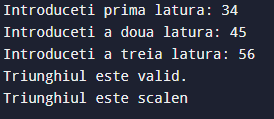 Introduceti prima latura: 34
Introduceti a doua latura: 45
Introduceti a treia latura: 56
Triunghiul este valid.
Triunghiul este scalen